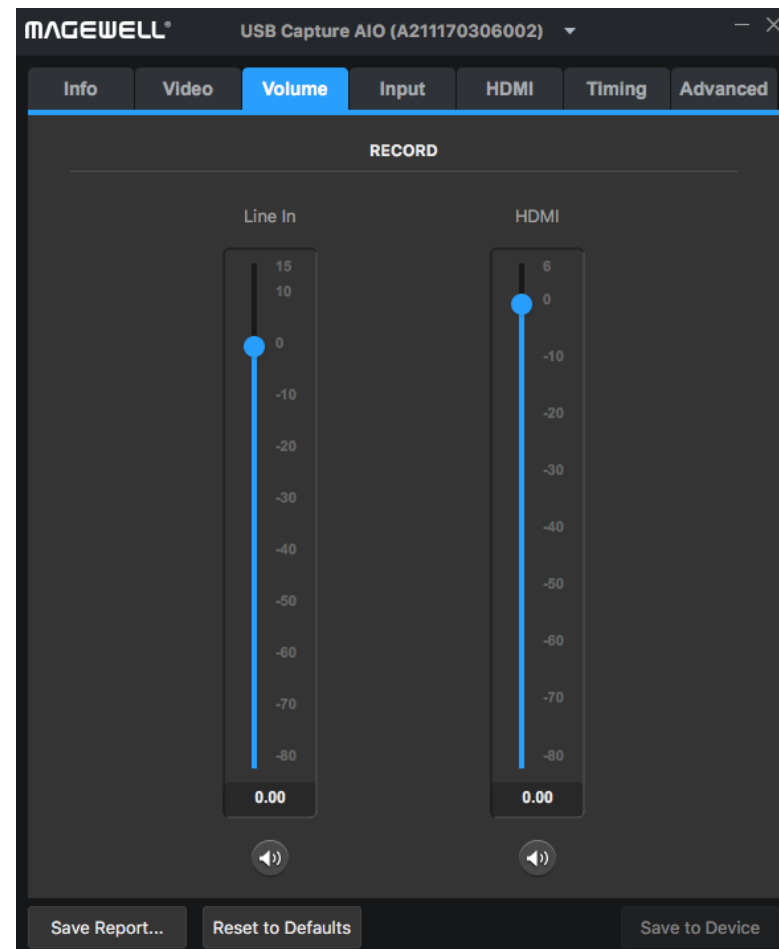 MAGEWELL® USB Capture AIO (A211170306002)
Info Video Volume Input HDMI Timing Advanced
RECORD
Line In HDMI
15 6
10
0 0
-10 -10
-20 -20
-30 -30
-40 -40
-50 -50
-60 -60
-70 -70
-80 -80
0.00 0.00
Save Report... Reset to Defaults Save to Device